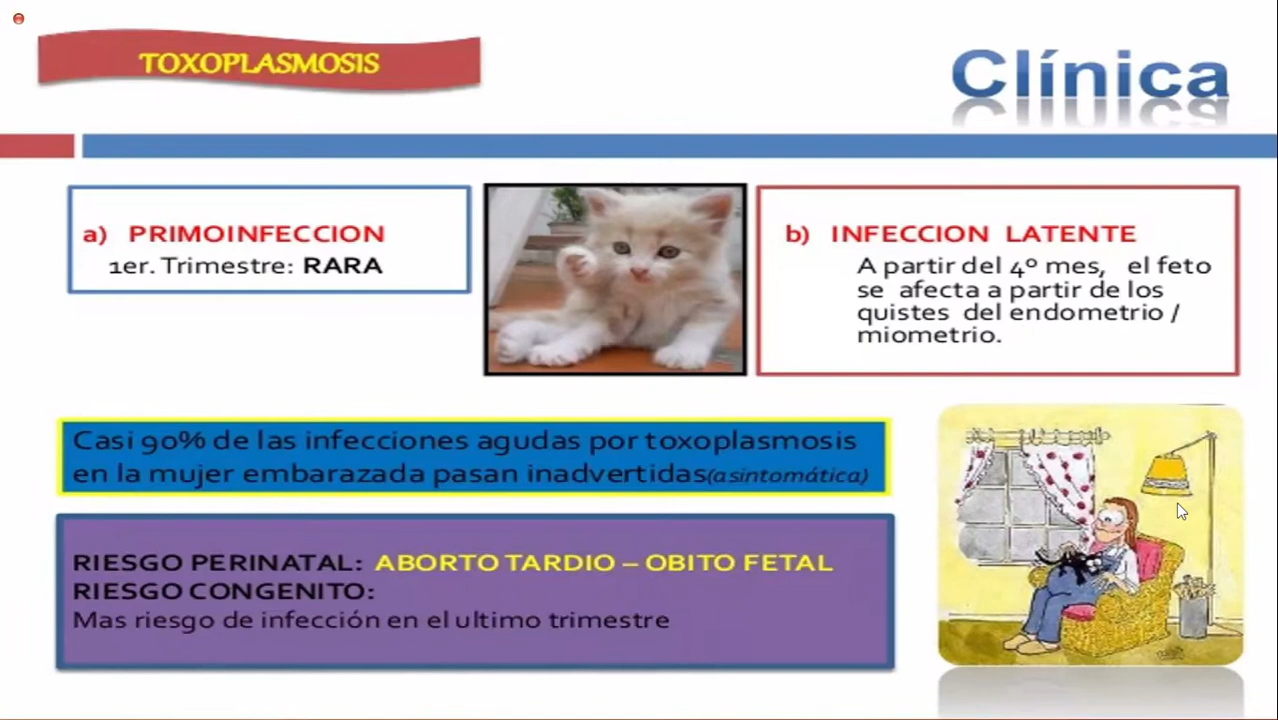 TOXOPLASMOSIS
Clínica
a) PRIMOINFECCION
1er. Trimestre: RARA
b) INFECCION LATENTE
A partir del 4º mes, el feto
se afecta a partir de los
quistes del endometrio /
miometrio.
Casi 90% de las infecciones agudas por toxoplasmosis
en la mujer embarazada pasan inadvertidas(asintomática)
RIESGO PERINATAL: ABORTO TARDIO – OBITO FETAL
RIESGO CONGENITO:
Mas riesgo de infección en el ultimo trimestre